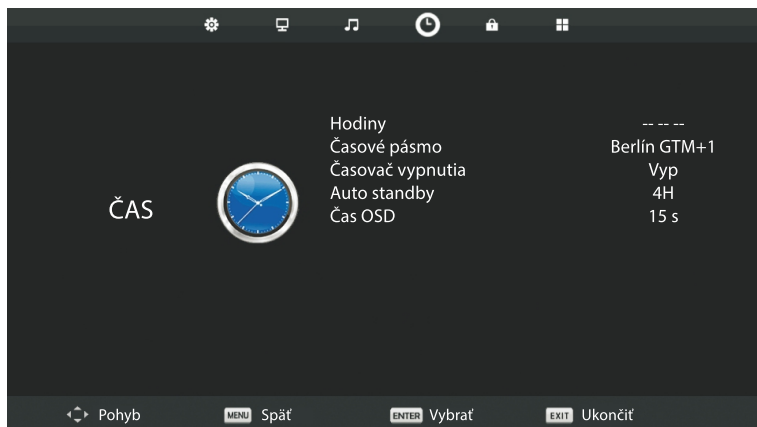 Hodiny -- -- --
Časové pásmo Berlín GTM+1
Časovač vypnutia Vyp
Auto standby 4H
Čas OSD 15 s
ČAS
Pohyb MENU Späť ENTER Vybrať EXIT Ukončiť